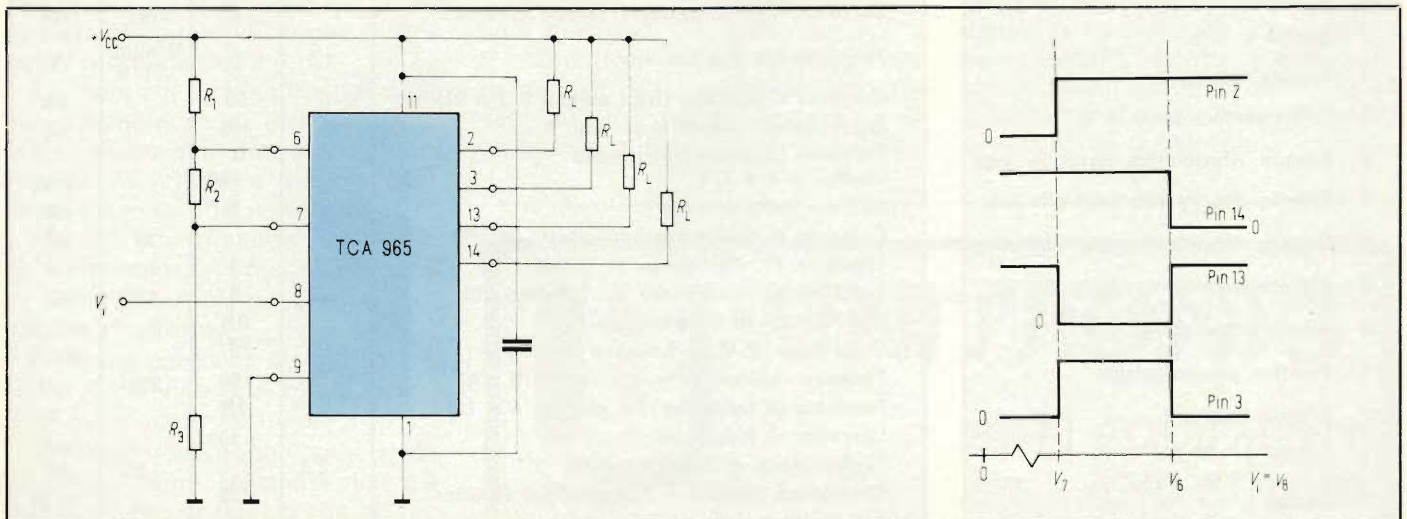 +V_CC
11
R_1
R_L
6
2
R_L
R_2
3
R_L
7
13
R_L
TCA 965
14
V_i
8
9
R_3
1
Pin 2
0
Pin 14
0
Pin 13
0
Pin 3
0
0
V_7
V_6
V_i = V_8